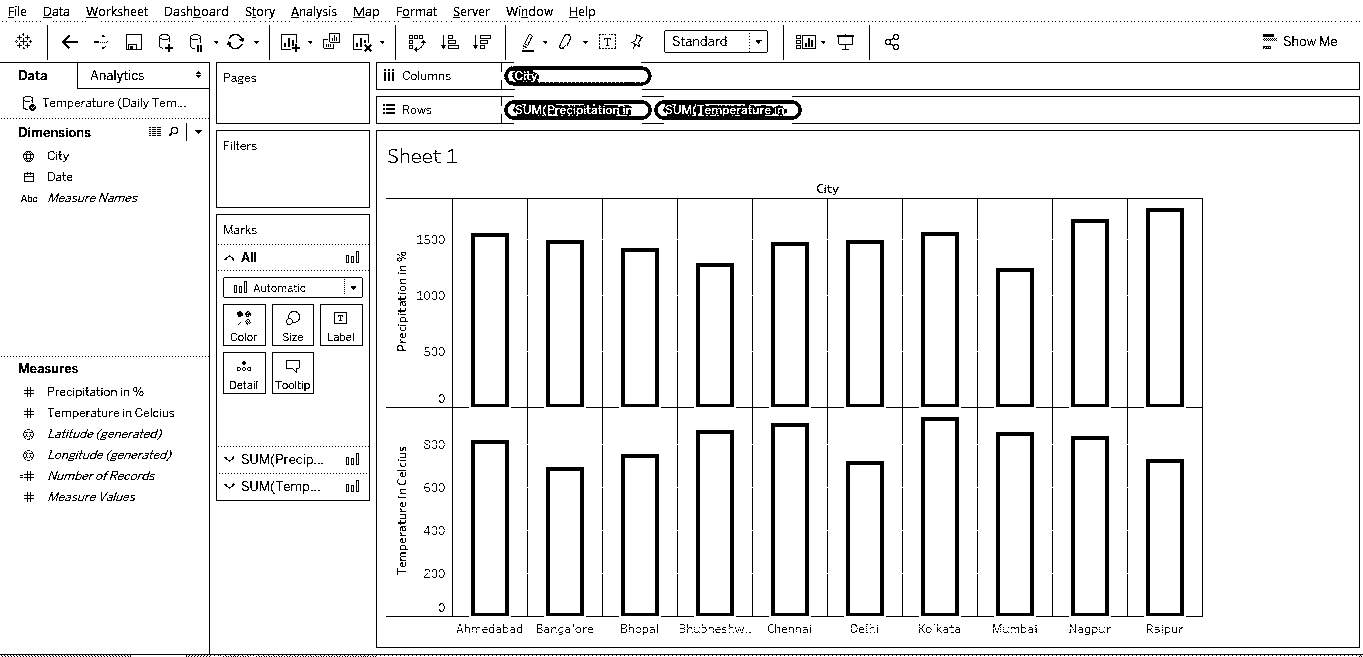 File Data Worksheet Dashboard Story Analysis Map Format Server Window Help
Standard
Show Me
Data Analytics
Temperature (Daily Tem...
Dimensions
City
Date
Abc Measure Names
Measures
Precipitation in %
Temperature in Celcius
Latitude (generated)
Longitude (generated)
Number of Records
Measure Values
Pages
Filters
Marks
All
Automatic
Color Size Label
Detail Tooltip
SUM(Precip...
SUM(Temp...
Columns City
Rows SUM(Precipitation in SUM(Temperature in
Sheet 1
City
Precipitation in %
1500
1000
500
0
Temperature in Celcius
800
600
400
200
0
Ahmedabad Bangalore Bhopal Bhubneshw.. Chennai Delhi Kolkata Mumbai Nagpur Raipur